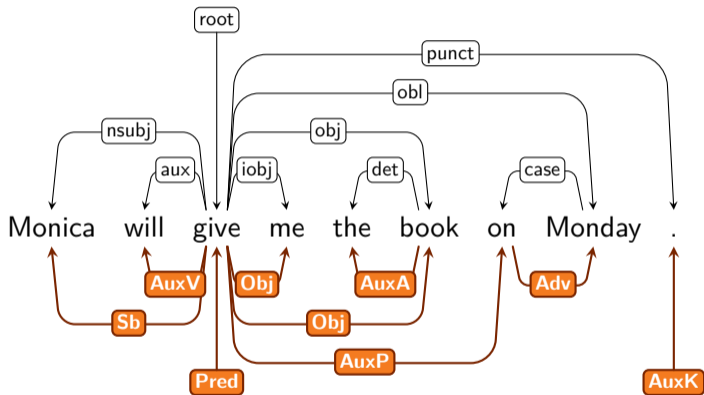 root
punct
obl
nsubj obj
aux iobj det case
Monica will give me the book on Monday .
AuxV Obj AuxA Adv
Sb Obj
AuxP
Pred AuxK